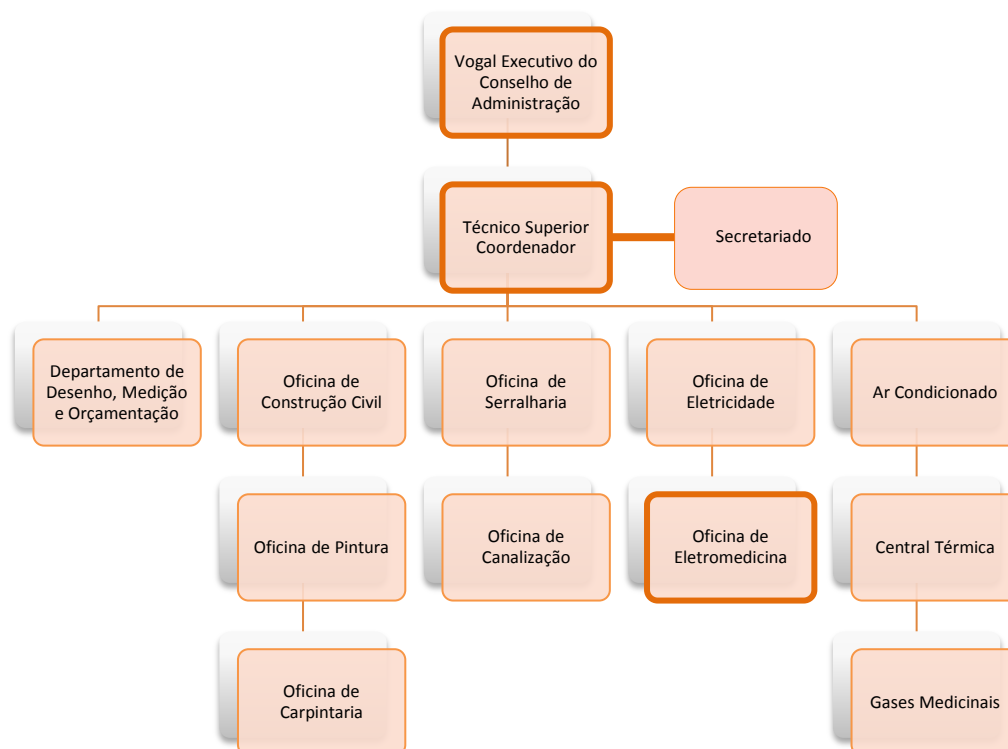 Vogal Executivo do
Conselho de
Administração
Técnico Superior
Coordenador
Secretariado
Departamento de
Desenho, Medição
e Orçamentação
Oficina de
Construção Civil
Oficina de
Serralharia
Oficina de
Eletricidade
Ar Condicionado
Oficina de Pintura
Oficina de
Canalização
Oficina de
Eletromedicina
Central Térmica
Oficina de
Carpintaria
Gases Medicinais